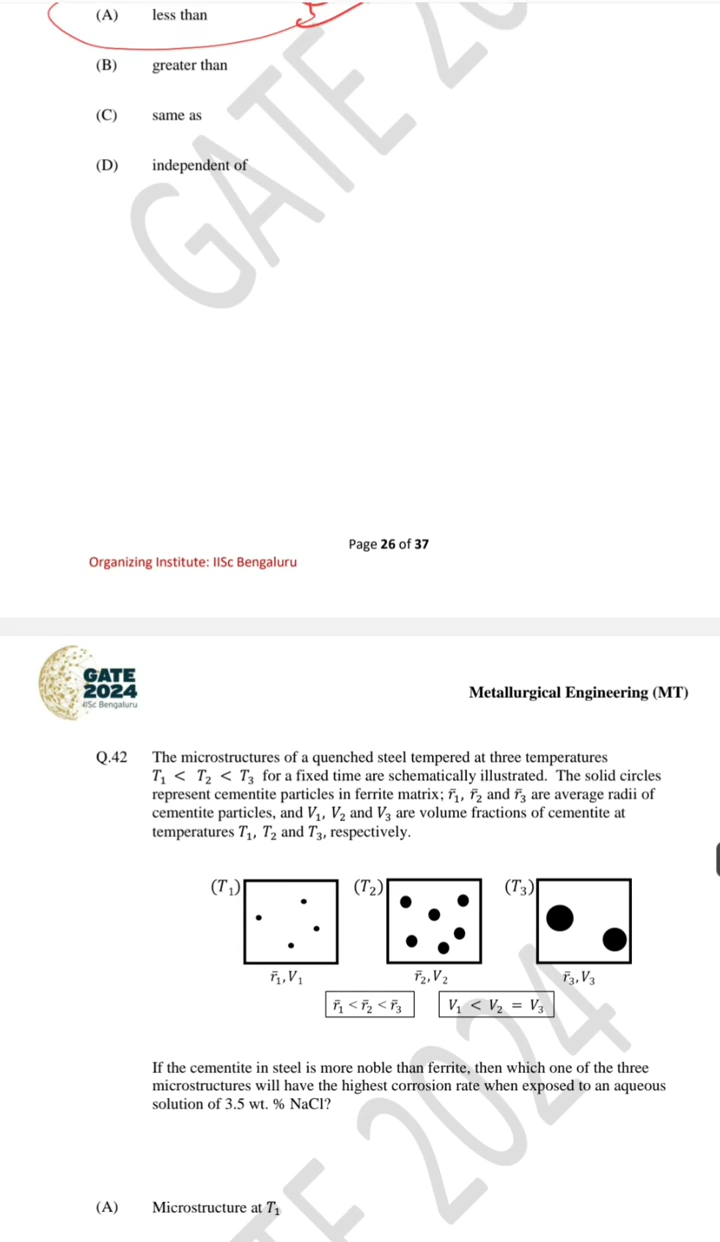 (A) less than
(B) greater than
(C) same as
(D) independent of
GATE 20
Page 26 of 37
Organizing Institute: IISc Bengaluru
GATE
2024
IISc Bengaluru
Metallurgical Engineering (MT)
Q.42 The microstructures of a quenched steel tempered at three temperatures
T₁ < T₂ < T₃ for a fixed time are schematically illustrated. The solid circles
represent cementite particles in ferrite matrix; r̄₁, r̄₂ and r̄₃ are average radii of
cementite particles, and V₁, V₂ and V₃ are volume fractions of cementite at
temperatures T₁, T₂ and T₃, respectively.
(T₁) (T₂) (T₃)
r̄₁, V₁ r̄₂, V₂ r̄₃, V₃
r̄₁ < r̄₂ < r̄₃ V₁ < V₂ = V₃
If the cementite in steel is more noble than ferrite, then which one of the three
microstructures will have the highest corrosion rate when exposed to an aqueous
solution of 3.5 wt. % NaCl?
(A) Microstructure at T₁
E 2024